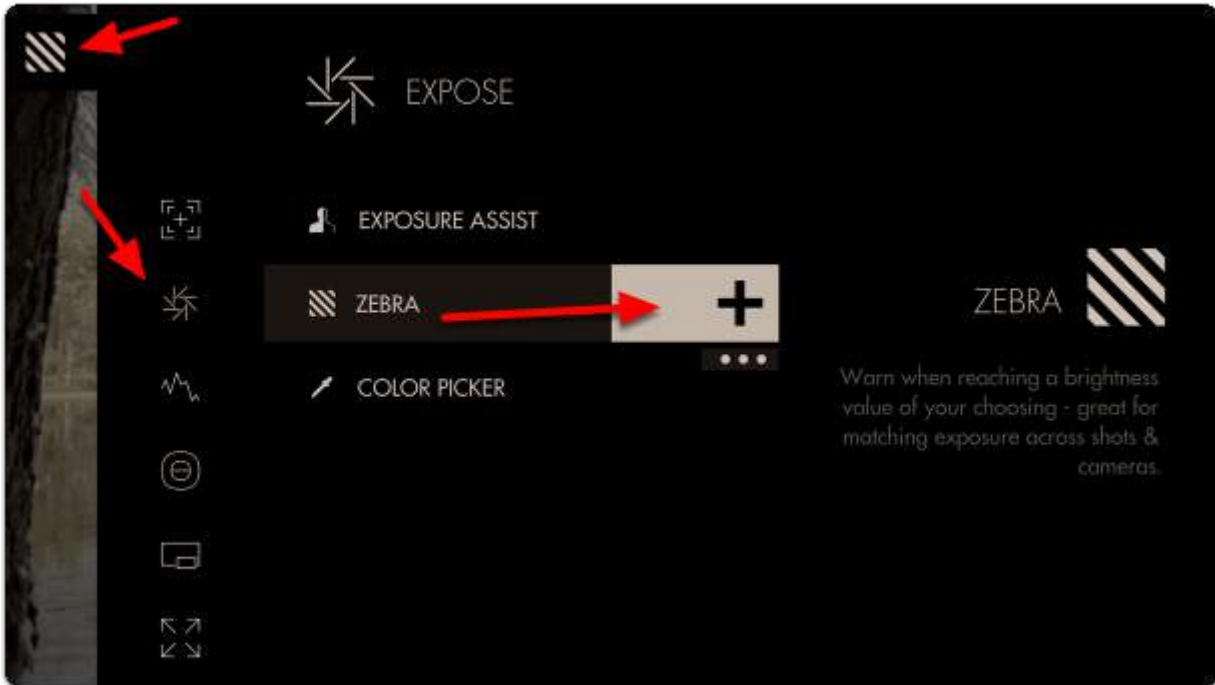 EXPOSE
EXPOSURE ASSIST
ZEBRA
ZEBRA
COLOR PICKER
Warn when reaching a brightness
value of your choosing - great for
matching exposure across shots &
cameras.